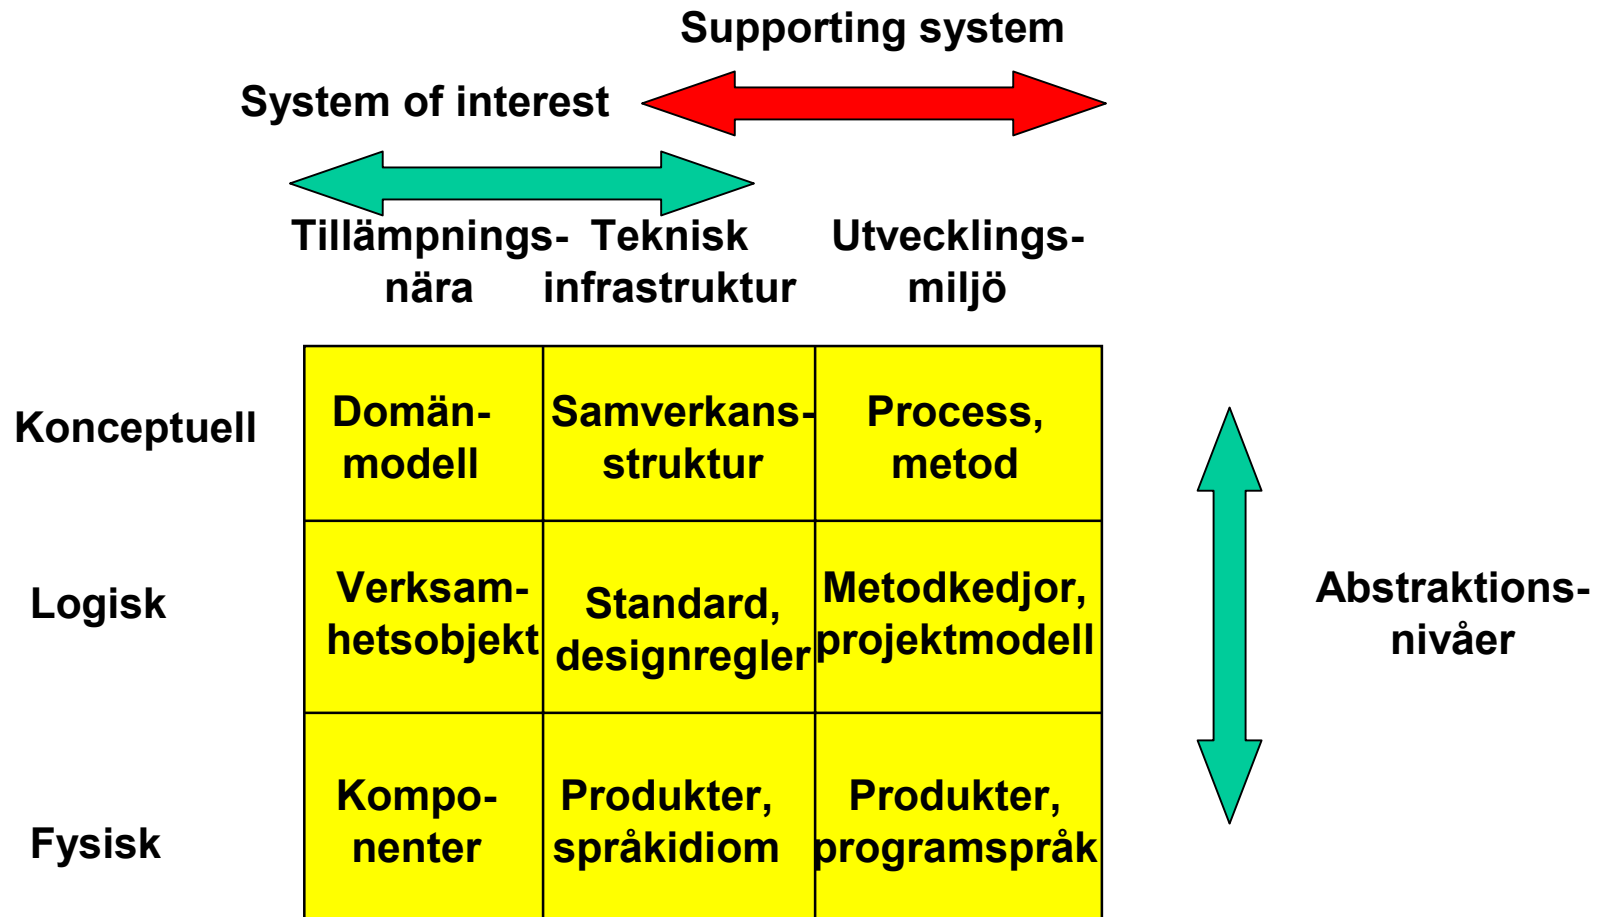 Supporting system
System of interest
Tillämpnings- Teknisk Utvecklings-
nära infrastruktur miljö
Konceptuell
Domän-
modell
Samverkans-
struktur
Process,
metod
Logisk
Verksam-
hetsobjekt
Standard,
designregler
Metodkedjor,
projektmodell
Abstraktions-
nivåer
Fysisk
Kompo-
nenter
Produkter,
språkidiom
Produkter,
programspråk